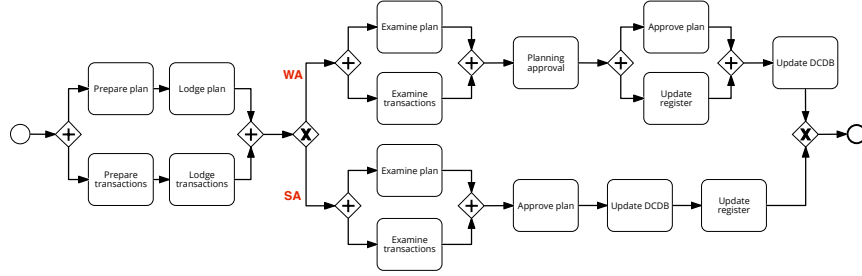 Prepare plan
Lodge plan
Prepare
transactions
Lodge
transactions
WA
Examine plan
Examine
transactions
Planning
approval
Approve plan
Update
register
Update DCDB
SA
Examine plan
Examine
transactions
Approve plan
Update DCDB
Update
register